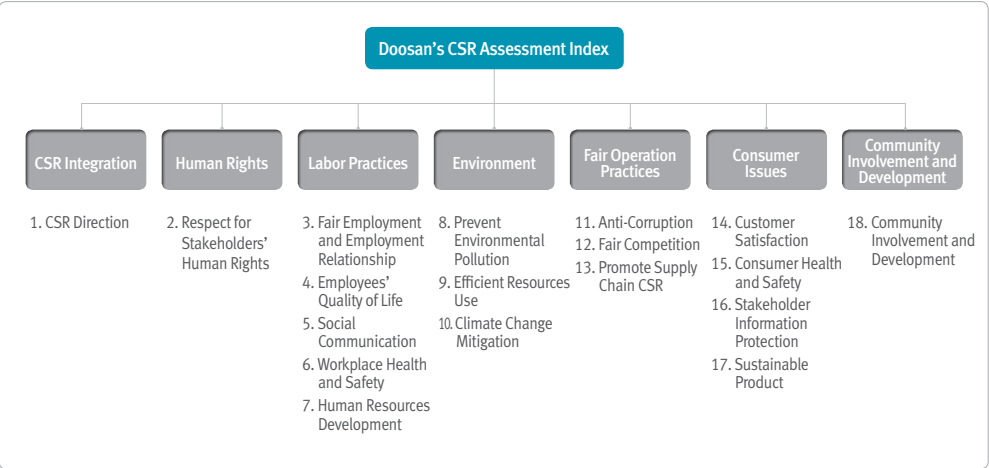 Doosan's CSR Assessment Index
CSR Integration
1. CSR Direction
Human Rights
2. Respect for
Stakeholders'
Human Rights
Labor Practices
3. Fair Employment
and Employment
Relationship
4. Employees'
Quality of Life
5. Social
Communication
6. Workplace Health
and Safety
7. Human Resources
Development
Environment
8. Prevent
Environmental
Pollution
9. Efficient Resources
Use
10. Climate Change
Mitigation
Fair Operation
Practices
11. Anti-Corruption
12. Fair Competition
13. Promote Supply
Chain CSR
Consumer
Issues
14. Customer
Satisfaction
15. Consumer Health
and Safety
16. Stakeholder
Information
Protection
17. Sustainable
Product
Community
Involvement and
Development
18. Community
Involvement and
Development